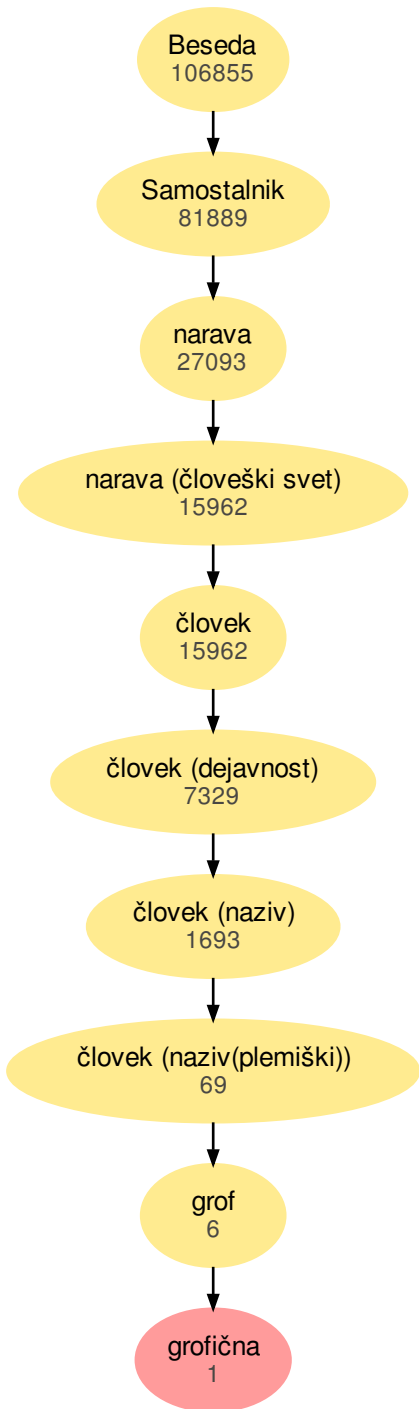 Beseda
106855
Samostalnik
81889
narava
27093
narava (človeški svet)
15962
človek
15962
človek (dejavnost)
7329
človek (naziv)
1693
človek (naziv(plemiški))
69
grof
6
grofična
1